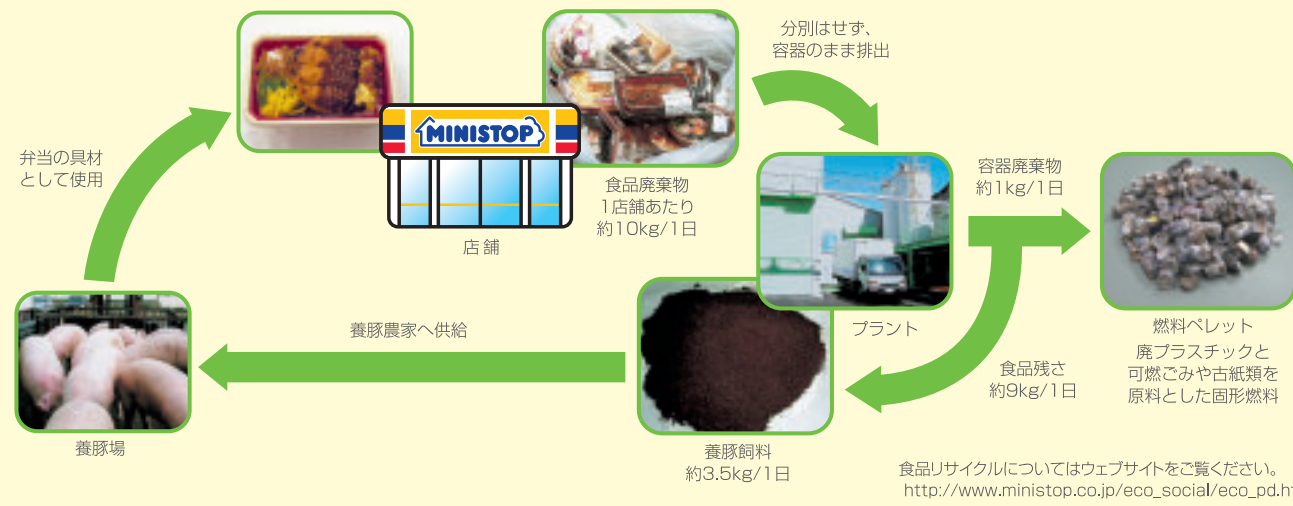 分別はせず、
容器のまま排出
MINISTOP
弁当の具材
として使用
食品廃棄物
1店舗あたり
約10kg/1日
店舗
容器廃棄物
約1kg/1日
プラント
燃料ペレット
廃プラスチックと
可燃ごみや古紙類を
原料とした固形燃料
養豚農家へ供給
食品残さ
約9kg/1日
養豚場
養豚飼料
約3.5kg/1日
食品リサイクルについてはウェブサイトをご覧ください。
http://www.ministop.co.jp/eco_social/eco_pd.ht